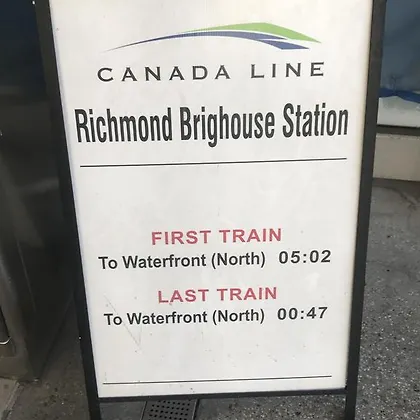 CANADA LINE
Richmond Brighouse Station
FIRST TRAIN
To Waterfront (North) 05:02
LAST TRAIN
To Waterfront (North) 00:47